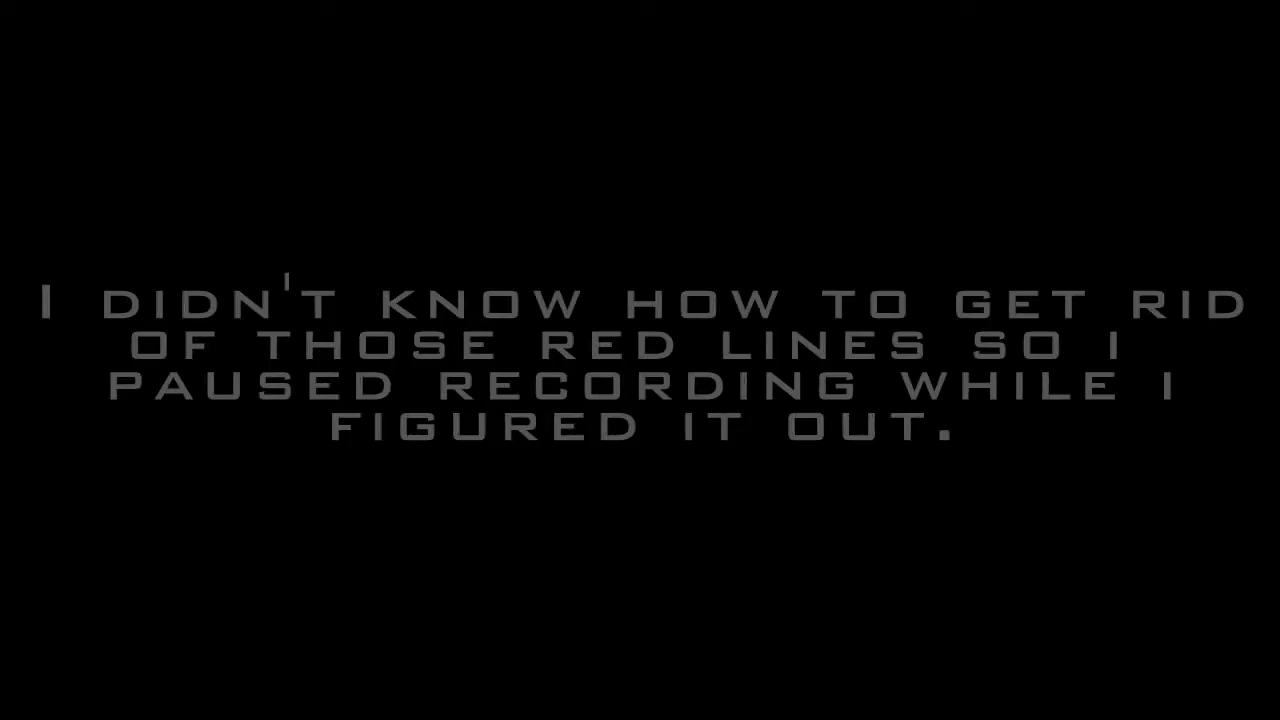 I didn't know how to get rid
of those red lines so i
paused recording while i
figured it out.